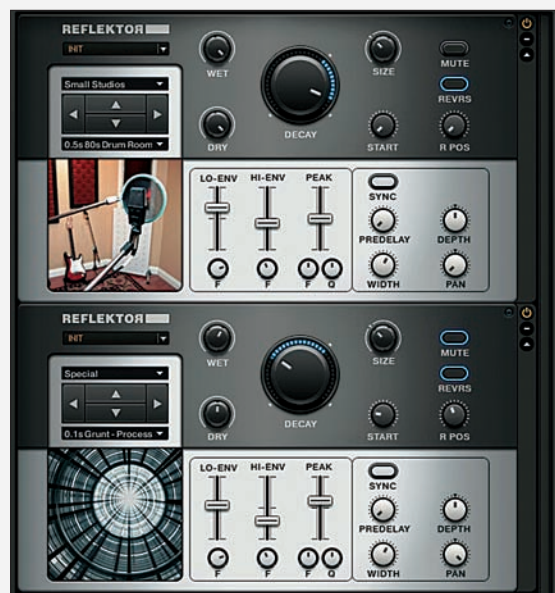 REFLEKTOR
INIT
WET
DECAY
SIZE
MUTE
REVRS
Small Studios
DRY
START
R POS
0.5s 80s Drum Room
LO-ENV HI-ENV PEAK
SYNC
PREDELAY DEPTH
F F F Q
WIDTH PAN
REFLEKTOR
INIT
WET
DECAY
SIZE
MUTE
REVRS
Special
DRY
START
R POS
0.1s Grunt - Process
LO-ENV HI-ENV PEAK
SYNC
PREDELAY DEPTH
F F F Q
WIDTH PAN